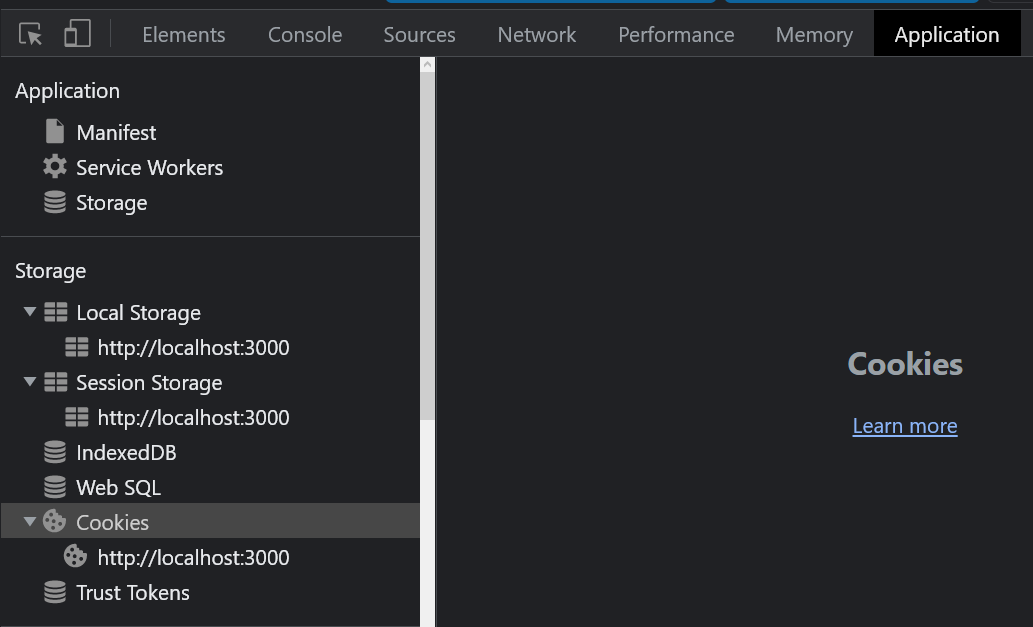 Elements Console Sources Network Performance Memory Application
Application
Manifest
Service Workers
Storage
Storage
Local Storage
http://localhost:3000
Session Storage
http://localhost:3000
IndexedDB
Web SQL
Cookies
http://localhost:3000
Trust Tokens
Cookies
Learn more